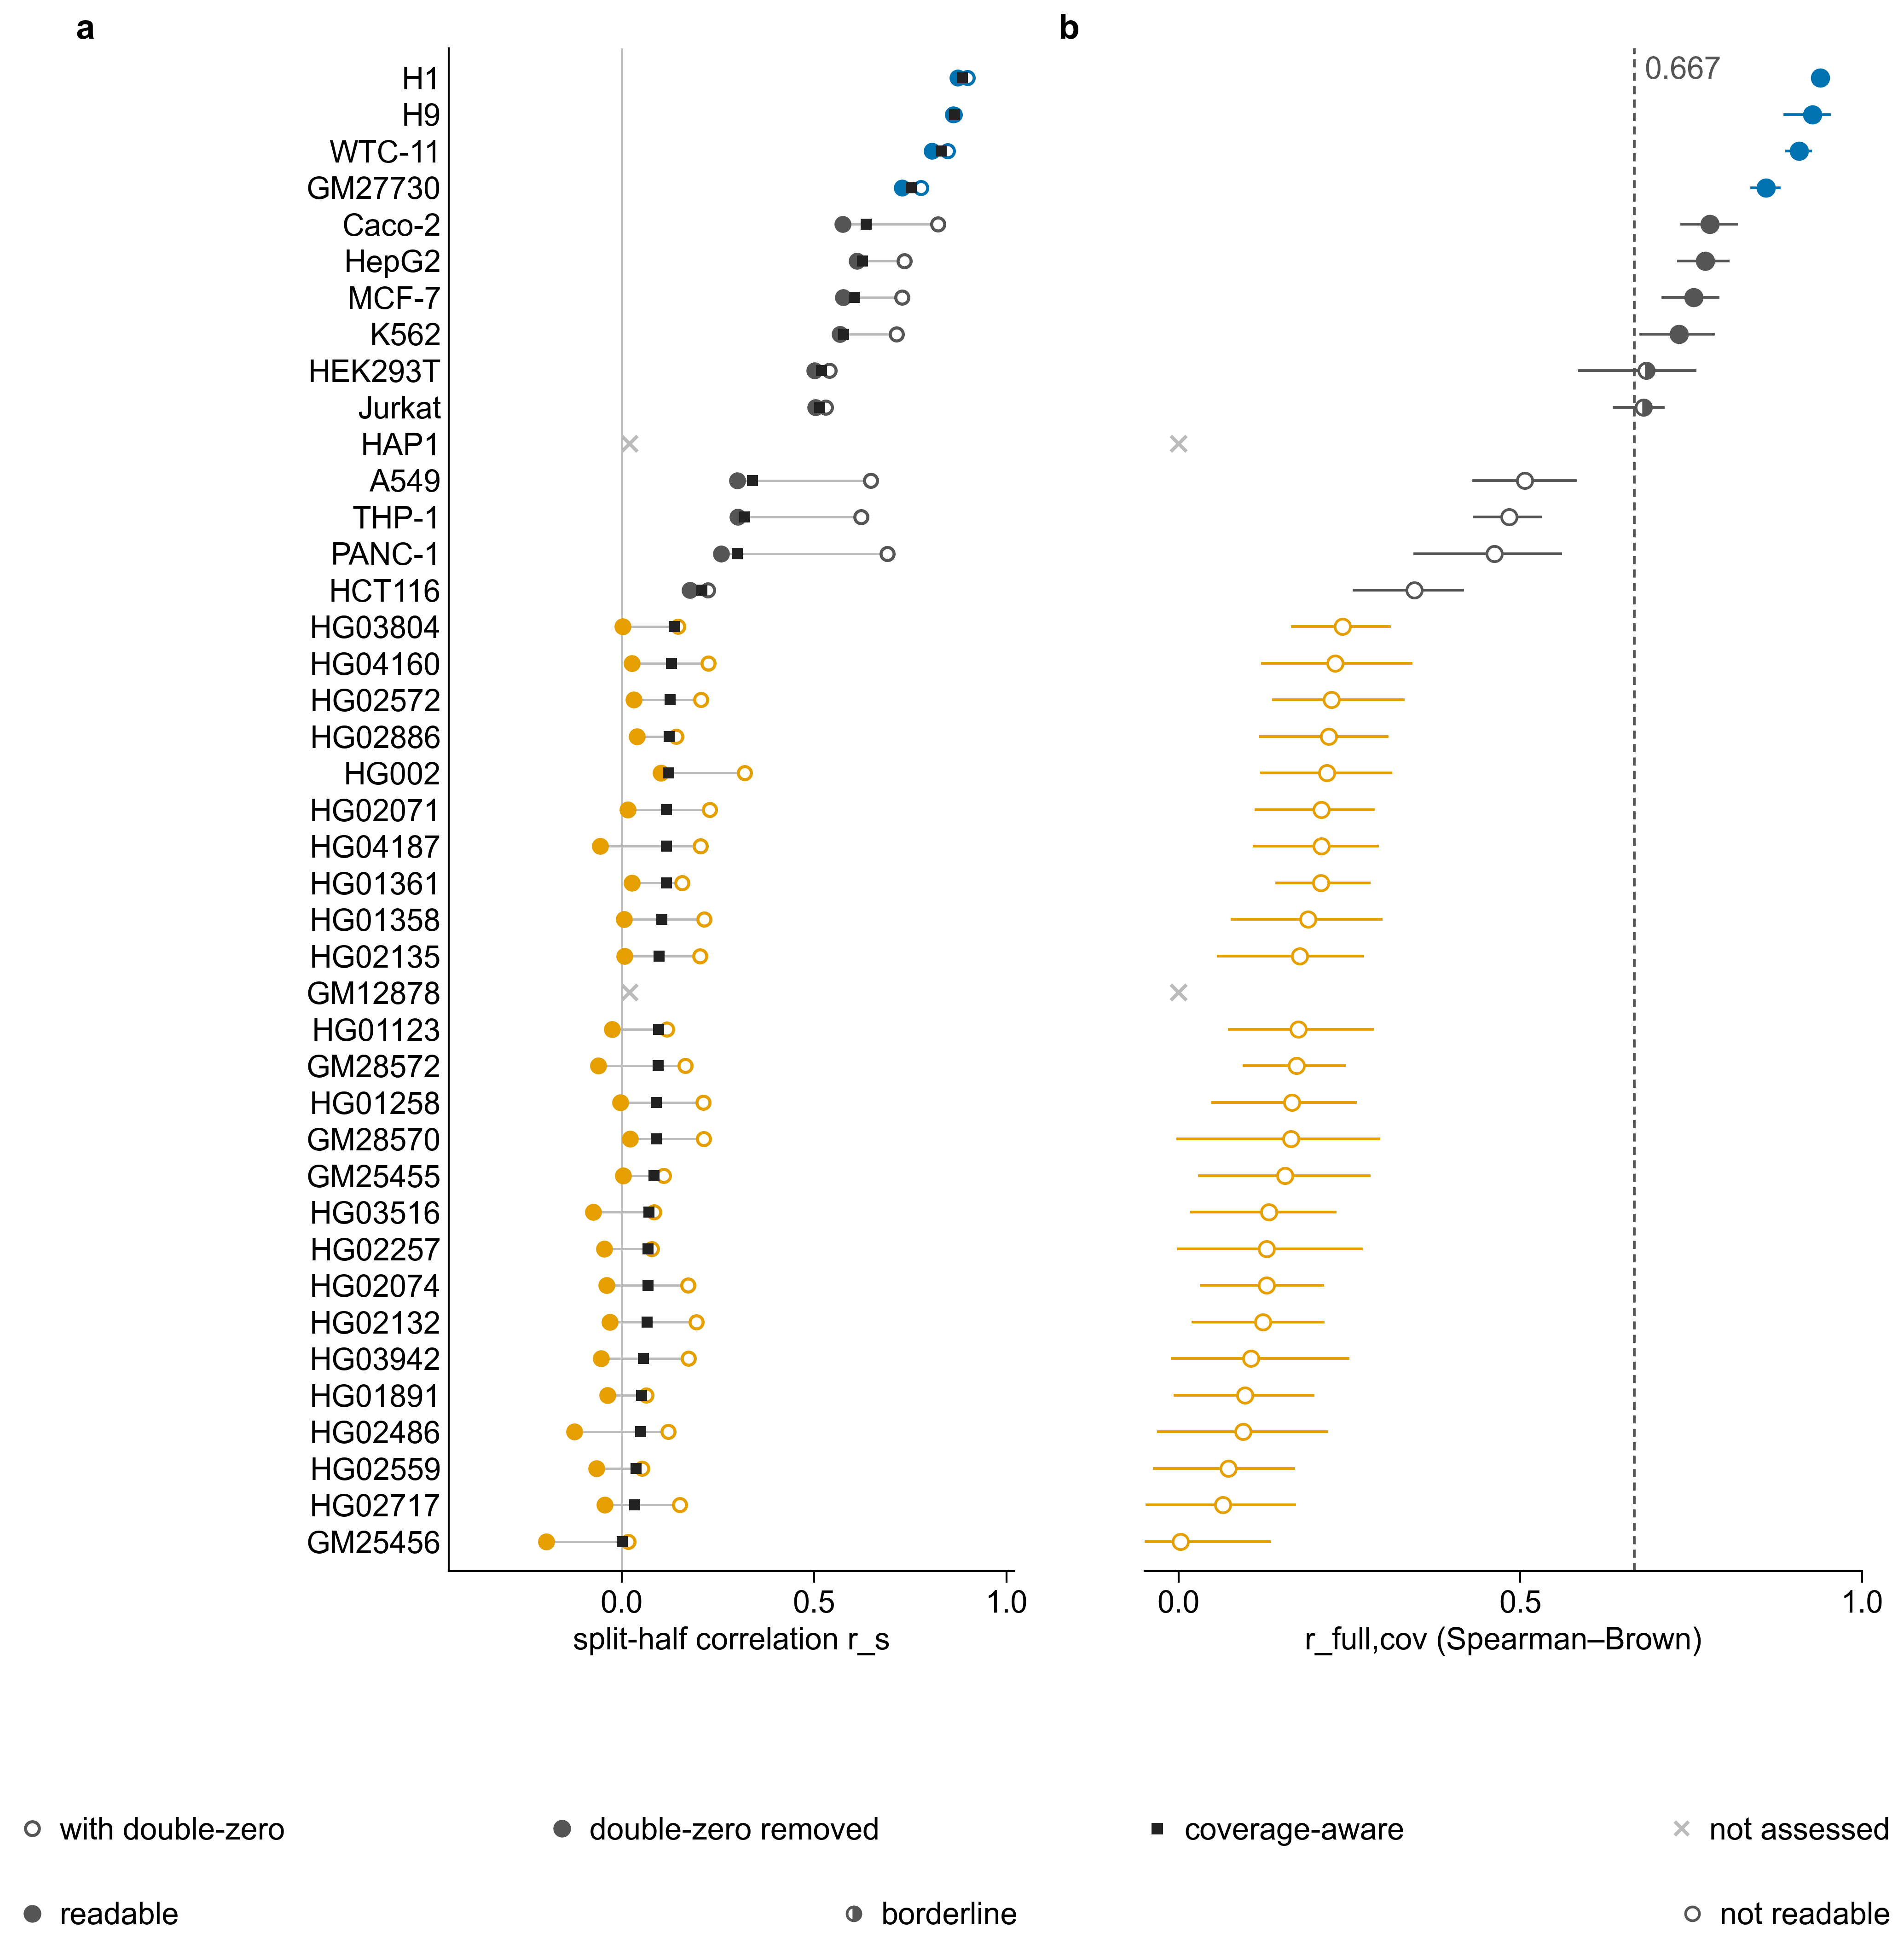 a
b
0.667
H1
H9
WTC-11
GM27730
Caco-2
HepG2
MCF-7
K562
HEK293T
Jurkat
HAP1
A549
THP-1
PANC-1
HCT116
HG03804
HG04160
HG02572
HG02886
HG002
HG02071
HG04187
HG01361
HG01358
HG02135
GM12878
HG01123
GM28572
HG01258
GM28570
GM25455
HG03516
HG02257
HG02074
HG02132
HG03942
HG01891
HG02486
HG02559
HG02717
GM25456
0.0 0.5 1.0
split-half correlation r_s
0.0 0.5 1.0
r_full,cov (Spearman–Brown)
with double-zero double-zero removed coverage-aware not assessed
readable borderline not readable